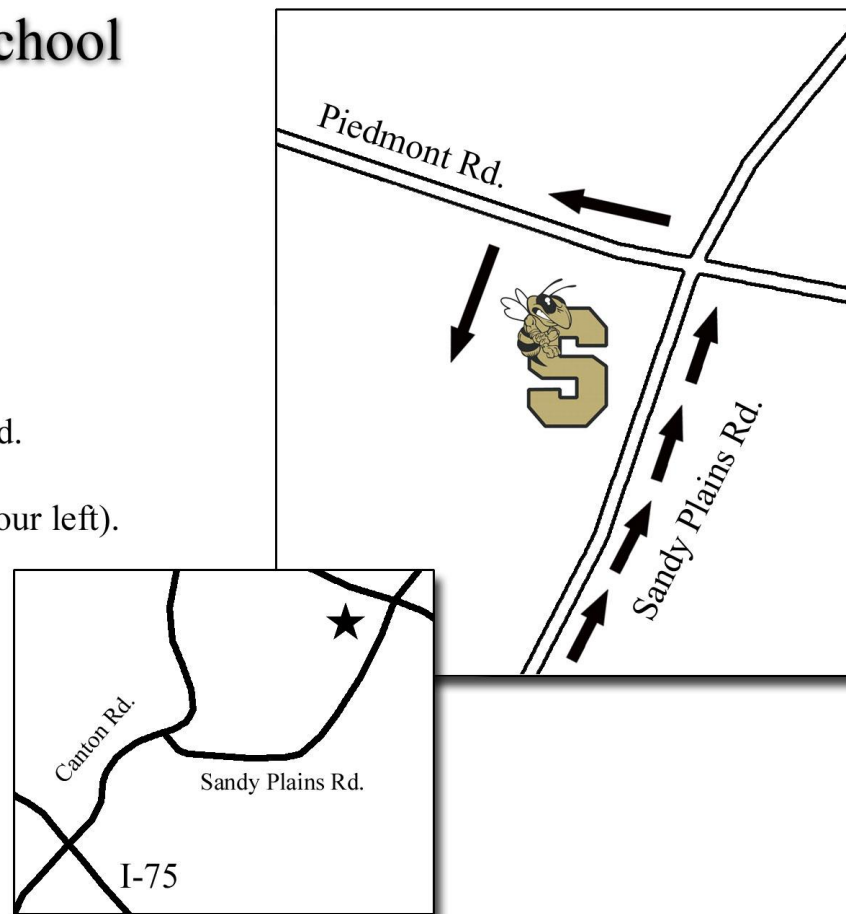 chool
Piedmont Rd.
S
d.
our left).
Sandy Plains Rd.
Canton Rd.
Sandy Plains Rd.
I-75